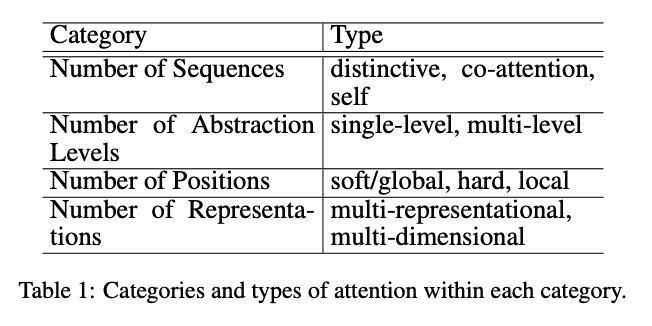 Category Type
Number of Sequences distinctive, co-attention,
self
Number of Abstraction single-level, multi-level
Levels
Number of Positions soft/global, hard, local
Number of Representa- multi-representational,
tions multi-dimensional
Table 1: Categories and types of attention within each category.